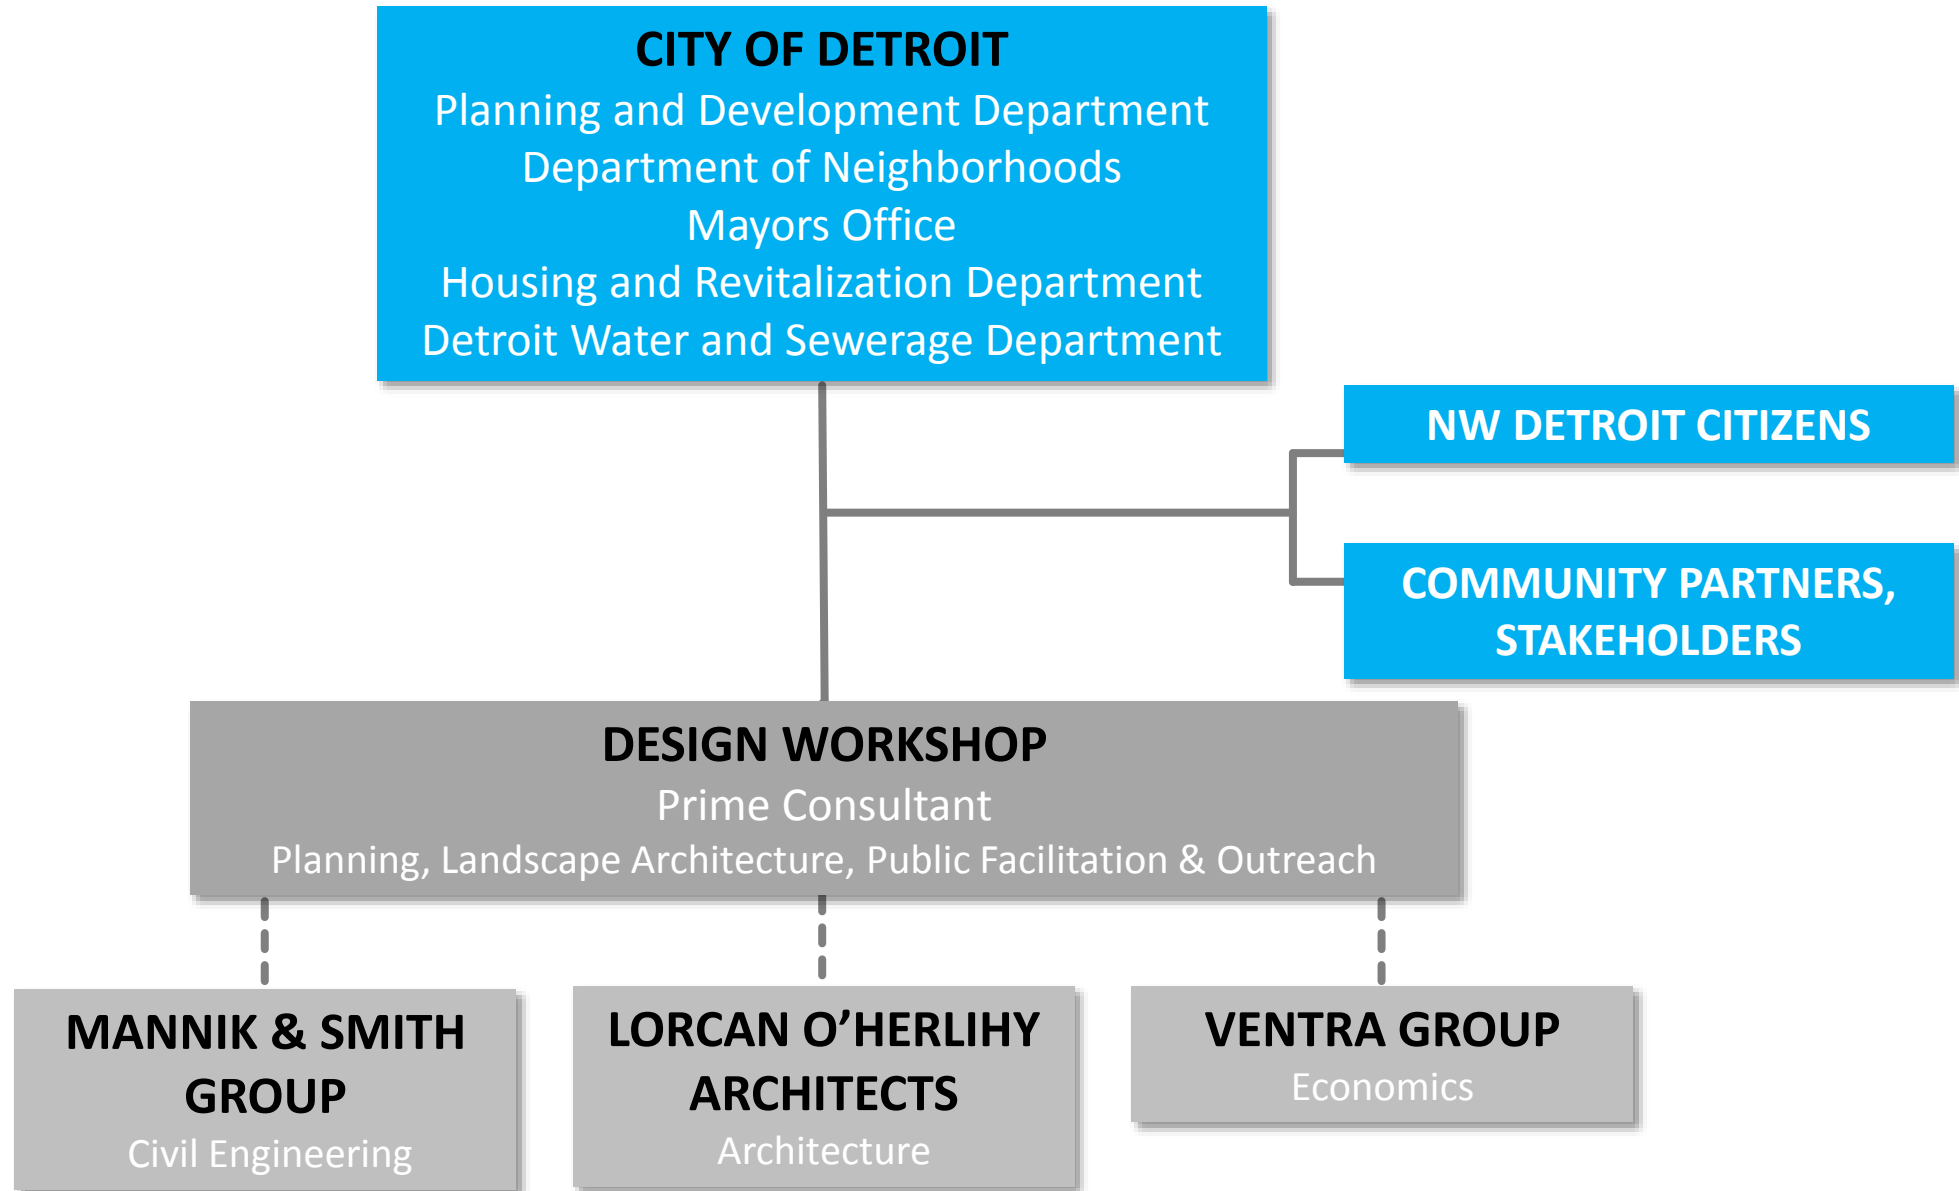 CITY OF DETROIT
Planning and Development Department
Department of Neighborhoods
Mayors Office
Housing and Revitalization Department
Detroit Water and Sewerage Department
NW DETROIT CITIZENS
COMMUNITY PARTNERS,
STAKEHOLDERS
DESIGN WORKSHOP
Prime Consultant
Planning, Landscape Architecture, Public Facilitation & Outreach
MANNIK & SMITH
GROUP
Civil Engineering
LORCAN O’HERLIHY
ARCHITECTS
Architecture
VENTRA GROUP
Economics